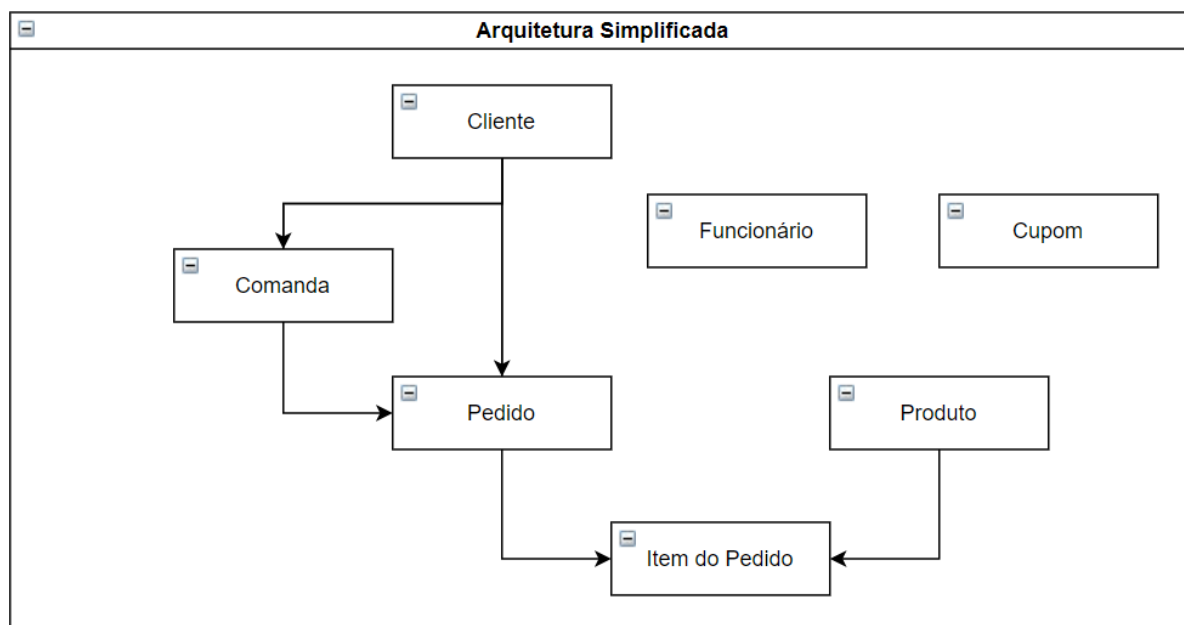 Arquitetura Simplificada
Cliente
Funcionário
Cupom
Comanda
Pedido
Produto
Item do Pedido